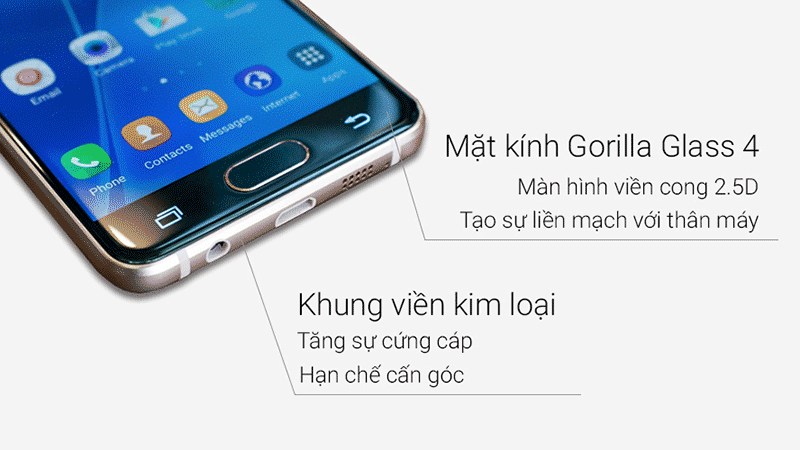 Email
Camera
Play Store
Apps
Phone
Contacts
Messages
Internet
Mặt kính Gorilla Glass 4
Màn hình viền cong 2.5D
Tạo sự liền mạch với thân máy
Khung viền kim loại
Tăng sự cứng cáp
Hạn chế cấn góc